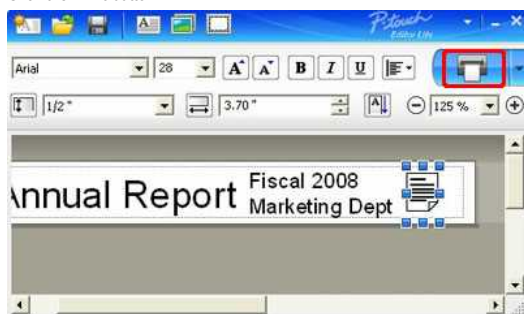 P-touch
Editor Lite
Arial
28
A A B I U
1/2"
3.70"
A
125 %
Annual Report
Fiscal 2008
Marketing Dept